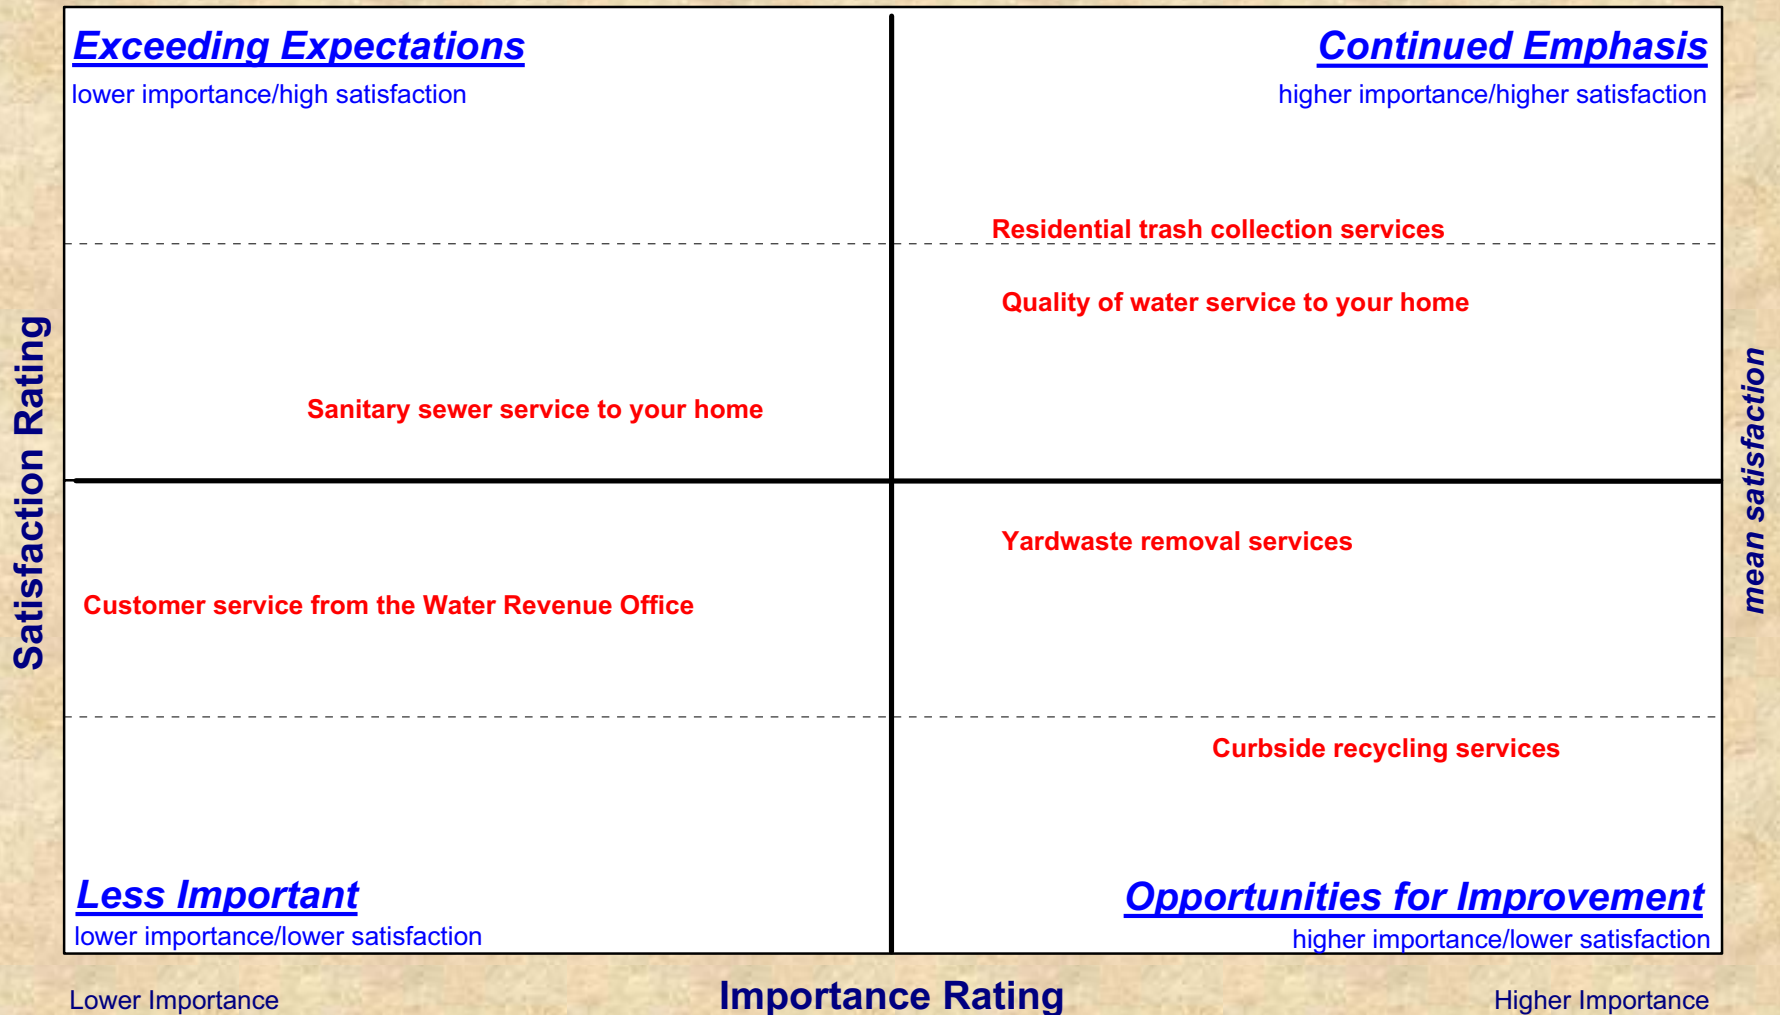 Exceeding Expectations
lower importance/high satisfaction
Continued Emphasis
higher importance/higher satisfaction
Residential trash collection services
Quality of water service to your home
Sanitary sewer service to your home
Satisfaction Rating
mean satisfaction
Yardwaste removal services
Customer service from the Water Revenue Office
Curbside recycling services
Less Important
lower importance/lower satisfaction
Opportunities for Improvement
higher importance/lower satisfaction
Lower Importance
Importance Rating
Higher Importance